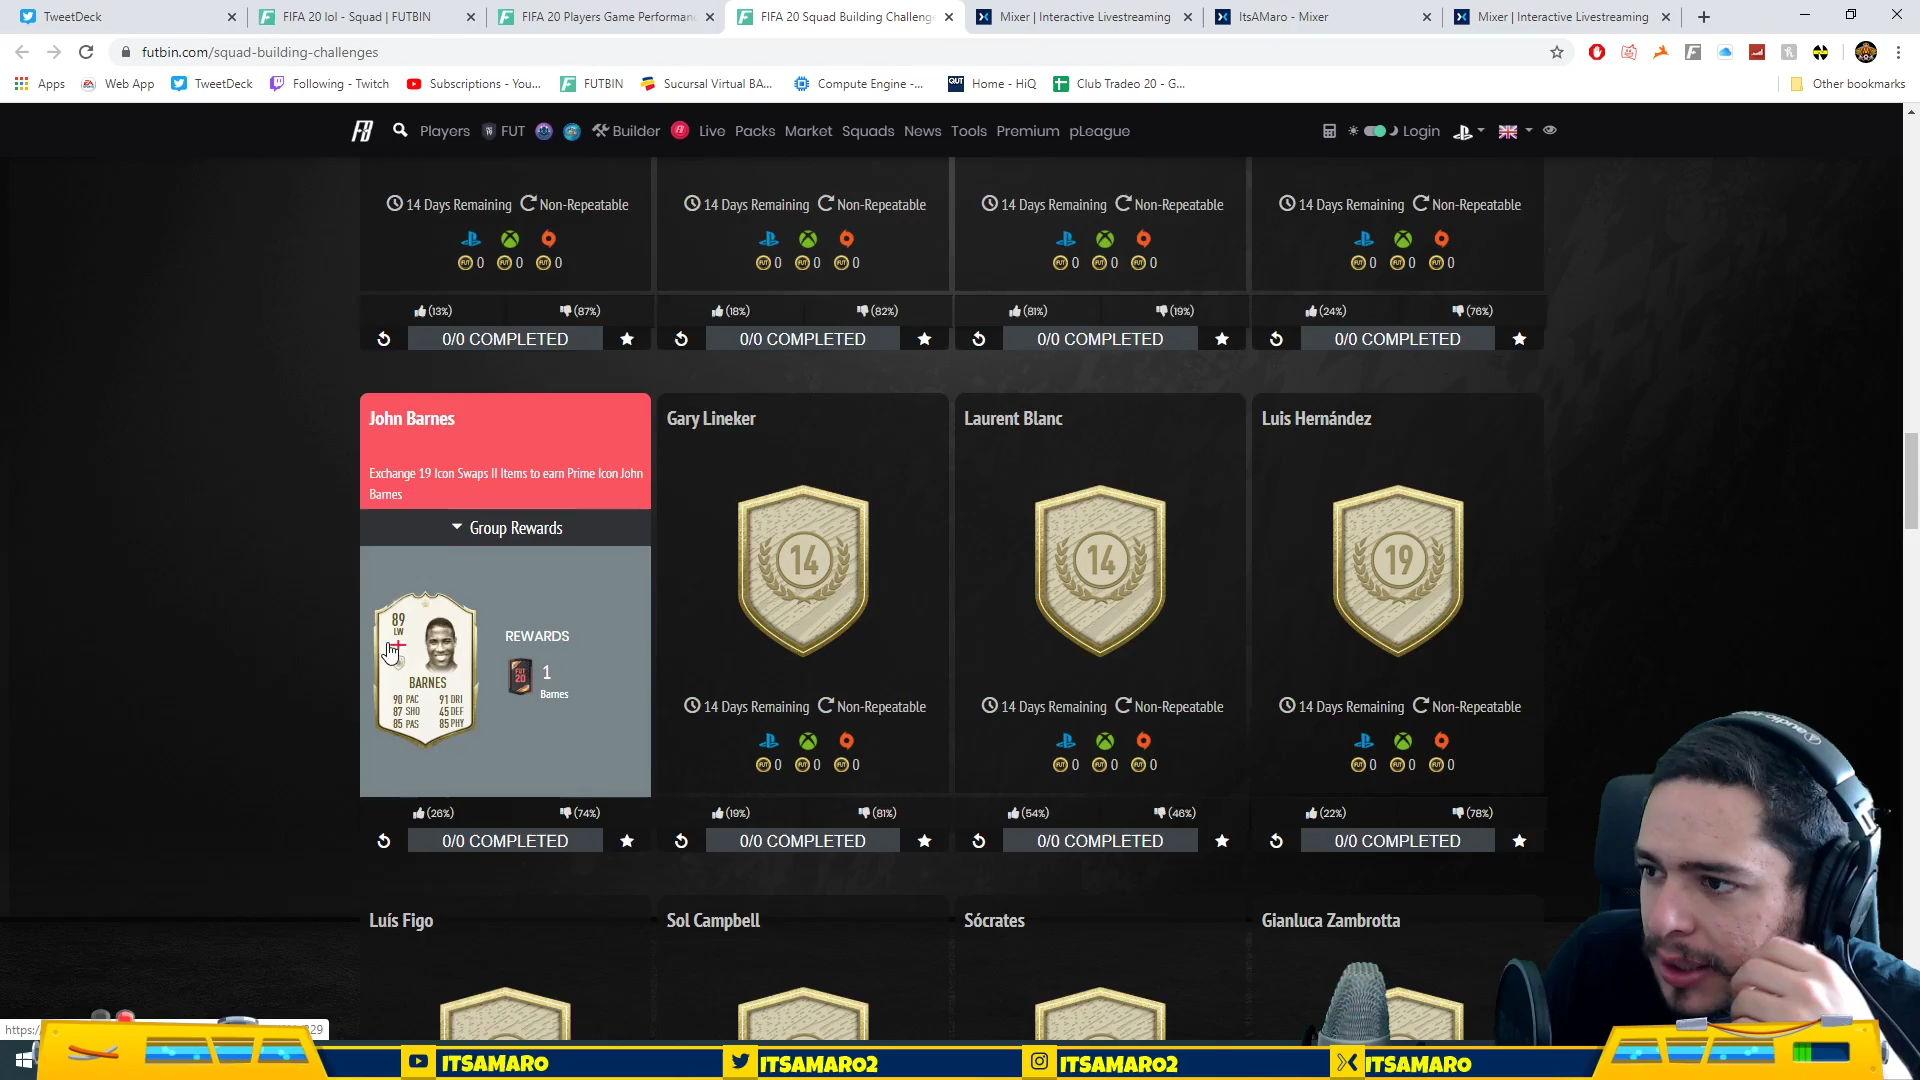 TweetDeck
FIFA 20 lol - Squad | FUTBIN
FIFA 20 Players Game Performanc
FIFA 20 Squad Building Challenge
Mixer | Interactive Livestreaming
ItsAMaro - Mixer
Mixer | Interactive Livestreaming
futbin.com/squad-building-challenges
Apps
Web App
TweetDeck
Following - Twitch
Subscriptions - You...
FUTBIN
Sucursal Virtual BA...
Compute Engine -...
Home - HiQ
Club Tradeo 20 - G...
Other bookmarks
Players FUT Builder Live Packs Market Squads News Tools Premium pLeague Login
14 Days Remaining Non-Repeatable
0 0 0
(13%) (87%)
0/0 COMPLETED
14 Days Remaining Non-Repeatable
0 0 0
(18%) (82%)
0/0 COMPLETED
14 Days Remaining Non-Repeatable
0 0 0
(81%) (19%)
0/0 COMPLETED
14 Days Remaining Non-Repeatable
0 0 0
(24%) (76%)
0/0 COMPLETED
John Barnes
Exchange 19 Icon Swaps II Items to earn Prime Icon John
Barnes
Group Rewards
89
LW
BARNES
90 PAC 91 DRI
87 SHO 45 DEF
85 PAS 85 PHY
REWARDS
FUT
20
1
Barnes
(26%) (74%)
0/0 COMPLETED
Gary Lineker
14
14 Days Remaining Non-Repeatable
0 0 0
(19%) (81%)
0/0 COMPLETED
Laurent Blanc
14
14 Days Remaining Non-Repeatable
0 0 0
(54%) (46%)
0/0 COMPLETED
Luis Hernández
19
14 Days Remaining Non-Repeatable
0 0 0
(22%) (78%)
0/0 COMPLETED
Luís Figo
Sol Campbell
Sócrates
Gianluca Zambrotta
https:/
329
ITSAMARO
ITSAMARO2
ITSAMARO2
ITSAMARO
audio-technica